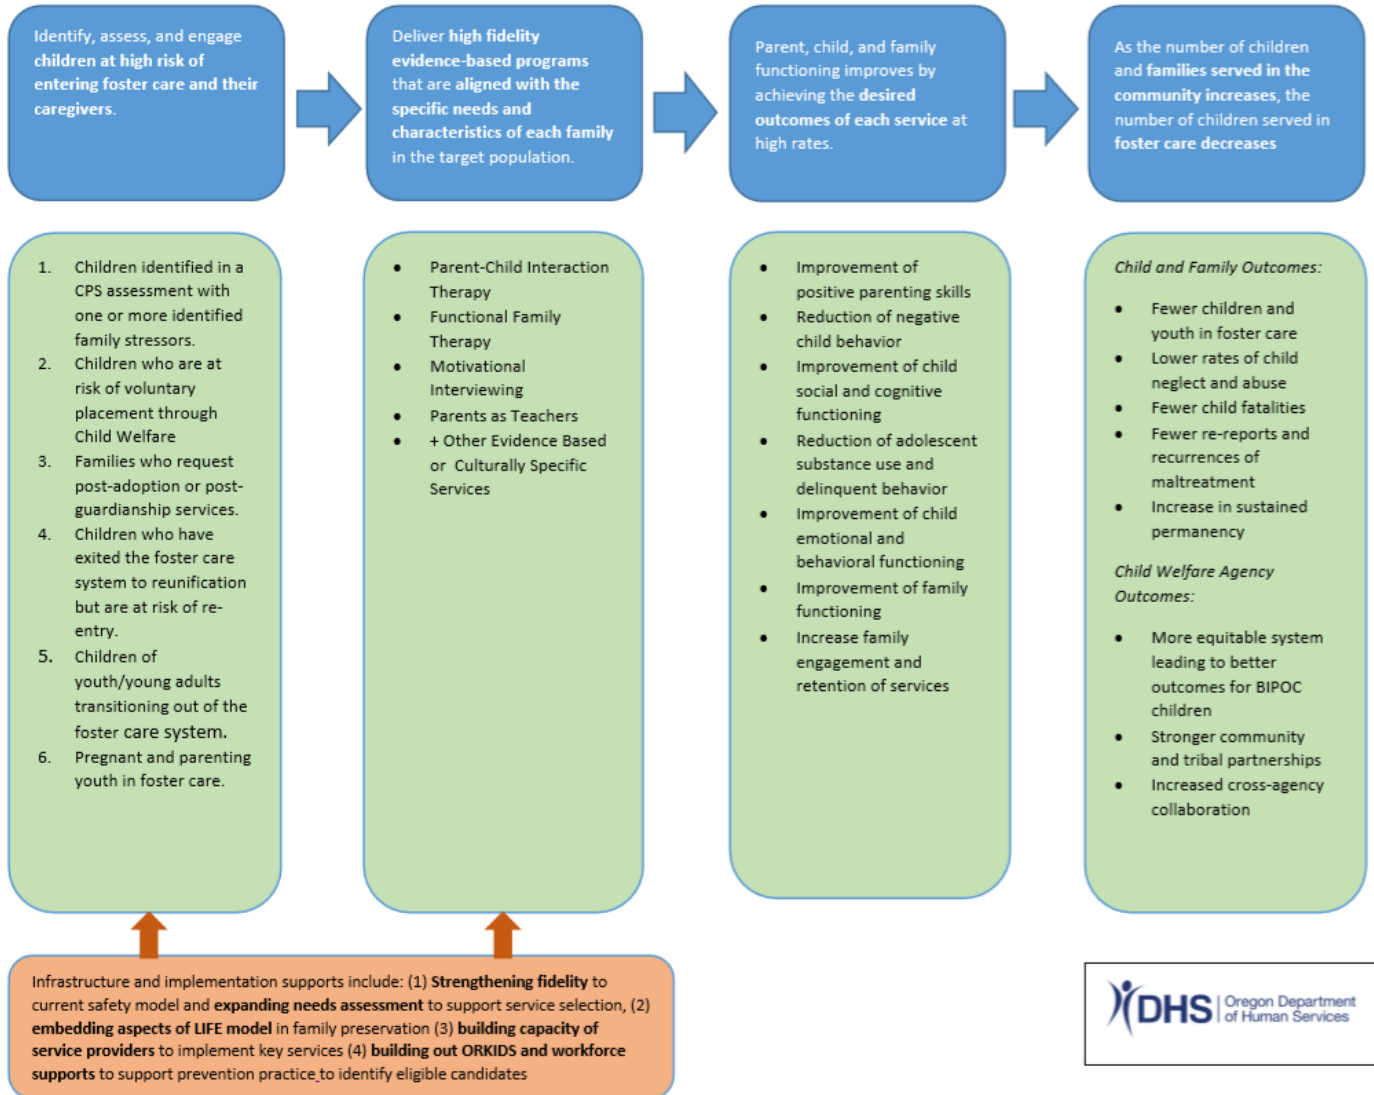 Identify, assess, and engage
children at high risk of
entering foster care and their
caregivers.
Deliver high fidelity
evidence-based programs
that are aligned with the
specific needs and
characteristics of each family
in the target population.
Parent, child, and family
functioning improves by
achieving the desired
outcomes of each service at
high rates.
As the number of children
and families served in the
community increases, the
number of children served in
foster care decreases
1. Children identified in a
CPS assessment with
one or more identified
family stressors.
2. Children who are at
risk of voluntary
placement through
Child Welfare
3. Families who request
post-adoption or post-
guardianship services.
4. Children who have
exited the foster care
system to reunification
but are at risk of re-
entry.
5. Children of
youth/young adults
transitioning out of the
foster care system.
6. Pregnant and parenting
youth in foster care.
• Parent-Child Interaction
Therapy
• Functional Family
Therapy
• Motivational
Interviewing
• Parents as Teachers
• + Other Evidence Based
or Culturally Specific
Services
• Improvement of
positive parenting skills
• Reduction of negative
child behavior
• Improvement of child
social and cognitive
functioning
• Reduction of adolescent
substance use and
delinquent behavior
• Improvement of child
emotional and
behavioral functioning
• Improvement of family
functioning
• Increase family
engagement and
retention of services
Child and Family Outcomes:
• Fewer children and
youth in foster care
• Lower rates of child
neglect and abuse
• Fewer child fatalities
• Fewer re-reports and
recurrences of
maltreatment
• Increase in sustained
permanency
Child Welfare Agency
Outcomes:
• More equitable system
leading to better
outcomes for BIPOC
children
• Stronger community
and tribal partnerships
• Increased cross-agency
collaboration
Infrastructure and implementation supports include: (1) Strengthening fidelity to
current safety model and expanding needs assessment to support service selection, (2)
embedding aspects of LIFE model in family preservation (3) building capacity of
service providers to implement key services (4) building out ORKIDS and workforce
supports to support prevention practice to identify eligible candidates
DHS
Oregon Department
of Human Services